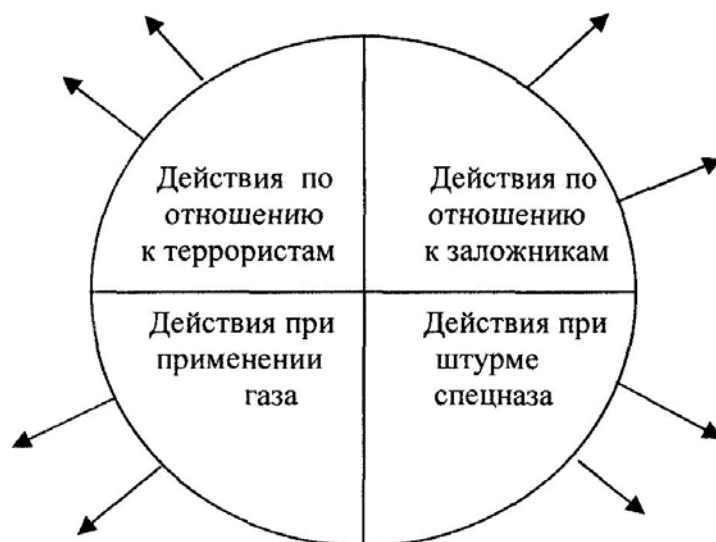 Действия по
отношению
к террористам
Действия по
отношению
к заложникам
Действия при
применении
газа
Действия при
штурме
спецназа